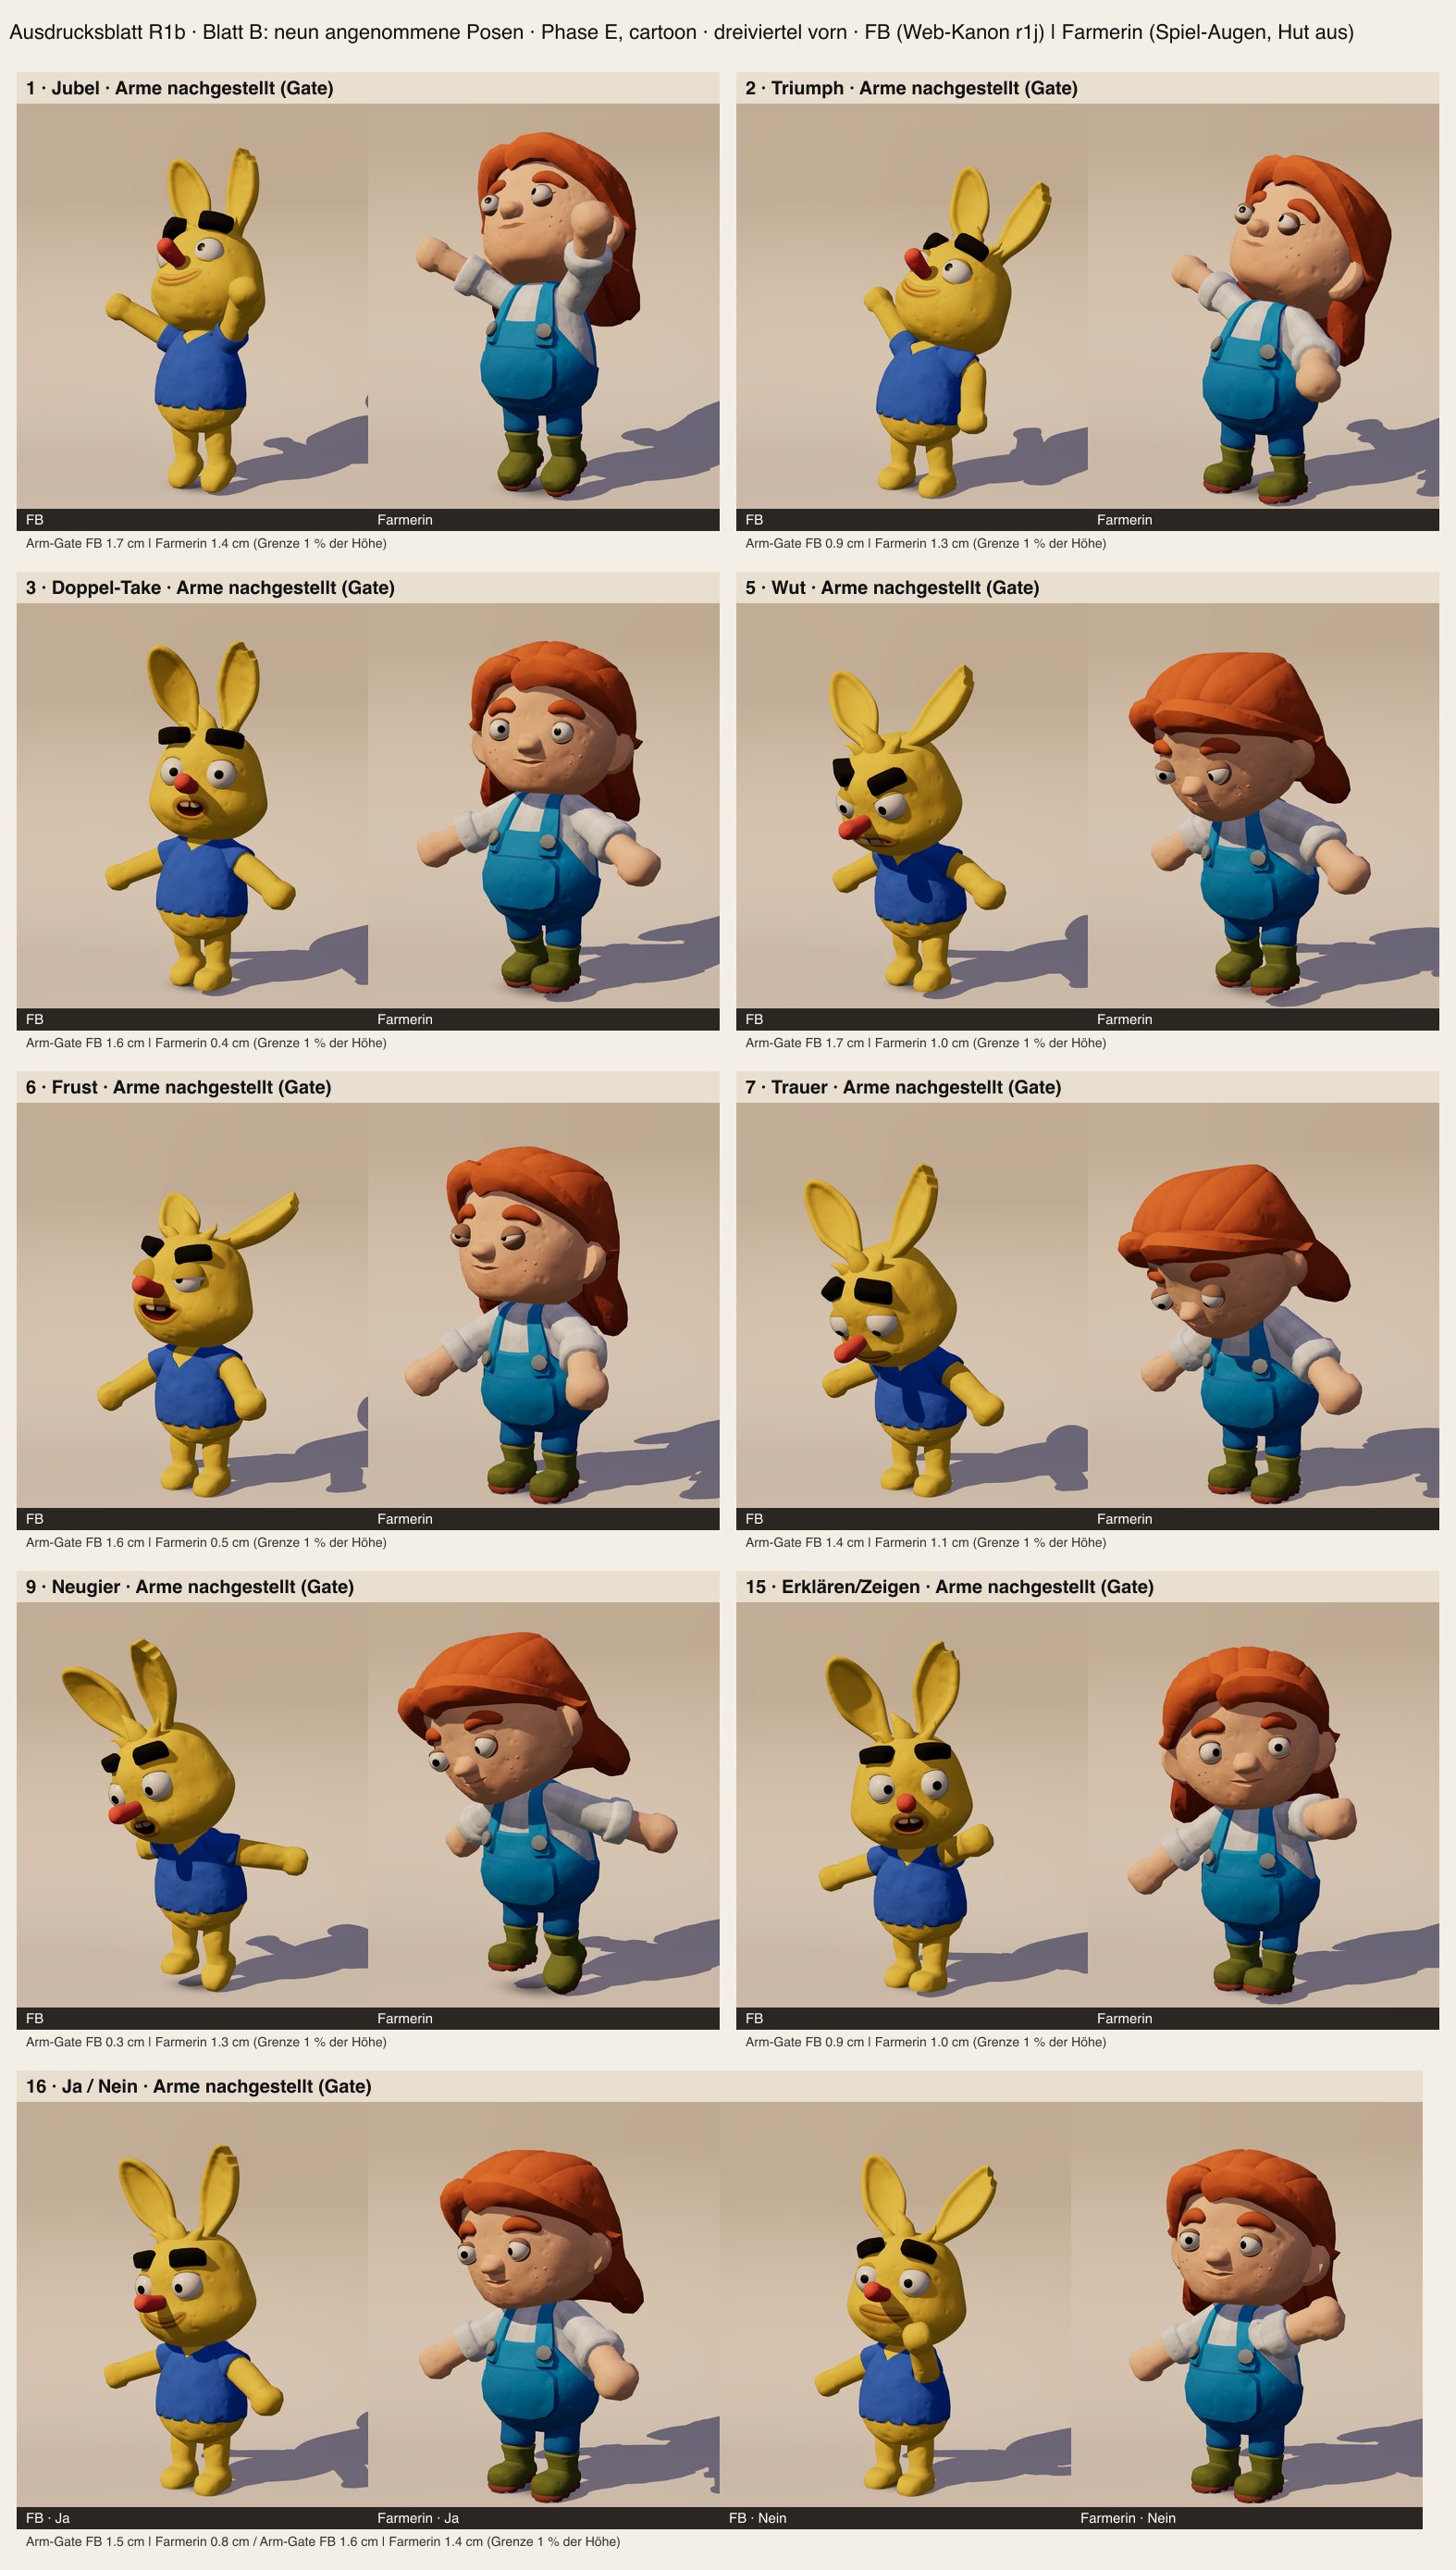 Ausdrucksblatt R1b · Blatt B: neun angenommene Posen · Phase E, cartoon · dreiviertel vorn · FB (Web-Kanon r1j) | Farmerin (Spiel-Augen, Hut aus)
1 · Jubel · Arme nachgestellt (Gate)
FB
Farmerin
Arm-Gate FB 1.7 cm | Farmerin 1.4 cm (Grenze 1 % der Höhe)
2 · Triumph · Arme nachgestellt (Gate)
FB
Farmerin
Arm-Gate FB 0.9 cm | Farmerin 1.3 cm (Grenze 1 % der Höhe)
3 · Doppel-Take · Arme nachgestellt (Gate)
FB
Farmerin
Arm-Gate FB 1.6 cm | Farmerin 0.4 cm (Grenze 1 % der Höhe)
5 · Wut · Arme nachgestellt (Gate)
FB
Farmerin
Arm-Gate FB 1.7 cm | Farmerin 1.0 cm (Grenze 1 % der Höhe)
6 · Frust · Arme nachgestellt (Gate)
FB
Farmerin
Arm-Gate FB 1.6 cm | Farmerin 0.5 cm (Grenze 1 % der Höhe)
7 · Trauer · Arme nachgestellt (Gate)
FB
Farmerin
Arm-Gate FB 1.4 cm | Farmerin 1.1 cm (Grenze 1 % der Höhe)
9 · Neugier · Arme nachgestellt (Gate)
FB
Farmerin
Arm-Gate FB 0.3 cm | Farmerin 1.3 cm (Grenze 1 % der Höhe)
15 · Erklären/Zeigen · Arme nachgestellt (Gate)
FB
Farmerin
Arm-Gate FB 0.9 cm | Farmerin 1.0 cm (Grenze 1 % der Höhe)
16 · Ja / Nein · Arme nachgestellt (Gate)
FB · Ja
Farmerin · Ja
FB · Nein
Farmerin · Nein
Arm-Gate FB 1.5 cm | Farmerin 0.8 cm / Arm-Gate FB 1.6 cm | Farmerin 1.4 cm (Grenze 1 % der Höhe)